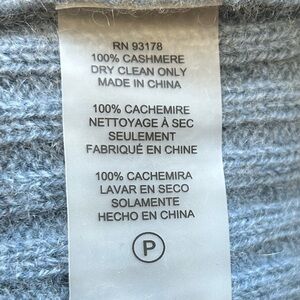 RN 93178
100% CASHMERE
DRY CLEAN ONLY
MADE IN CHINA
100% CACHEMIRE
NETTOYAGE À SEC
SEULEMENT
FABRIQUÉ EN CHINE
100% CACHEMIRA
LAVAR EN SECO
SOLAMENTE
HECHO EN CHINA
P